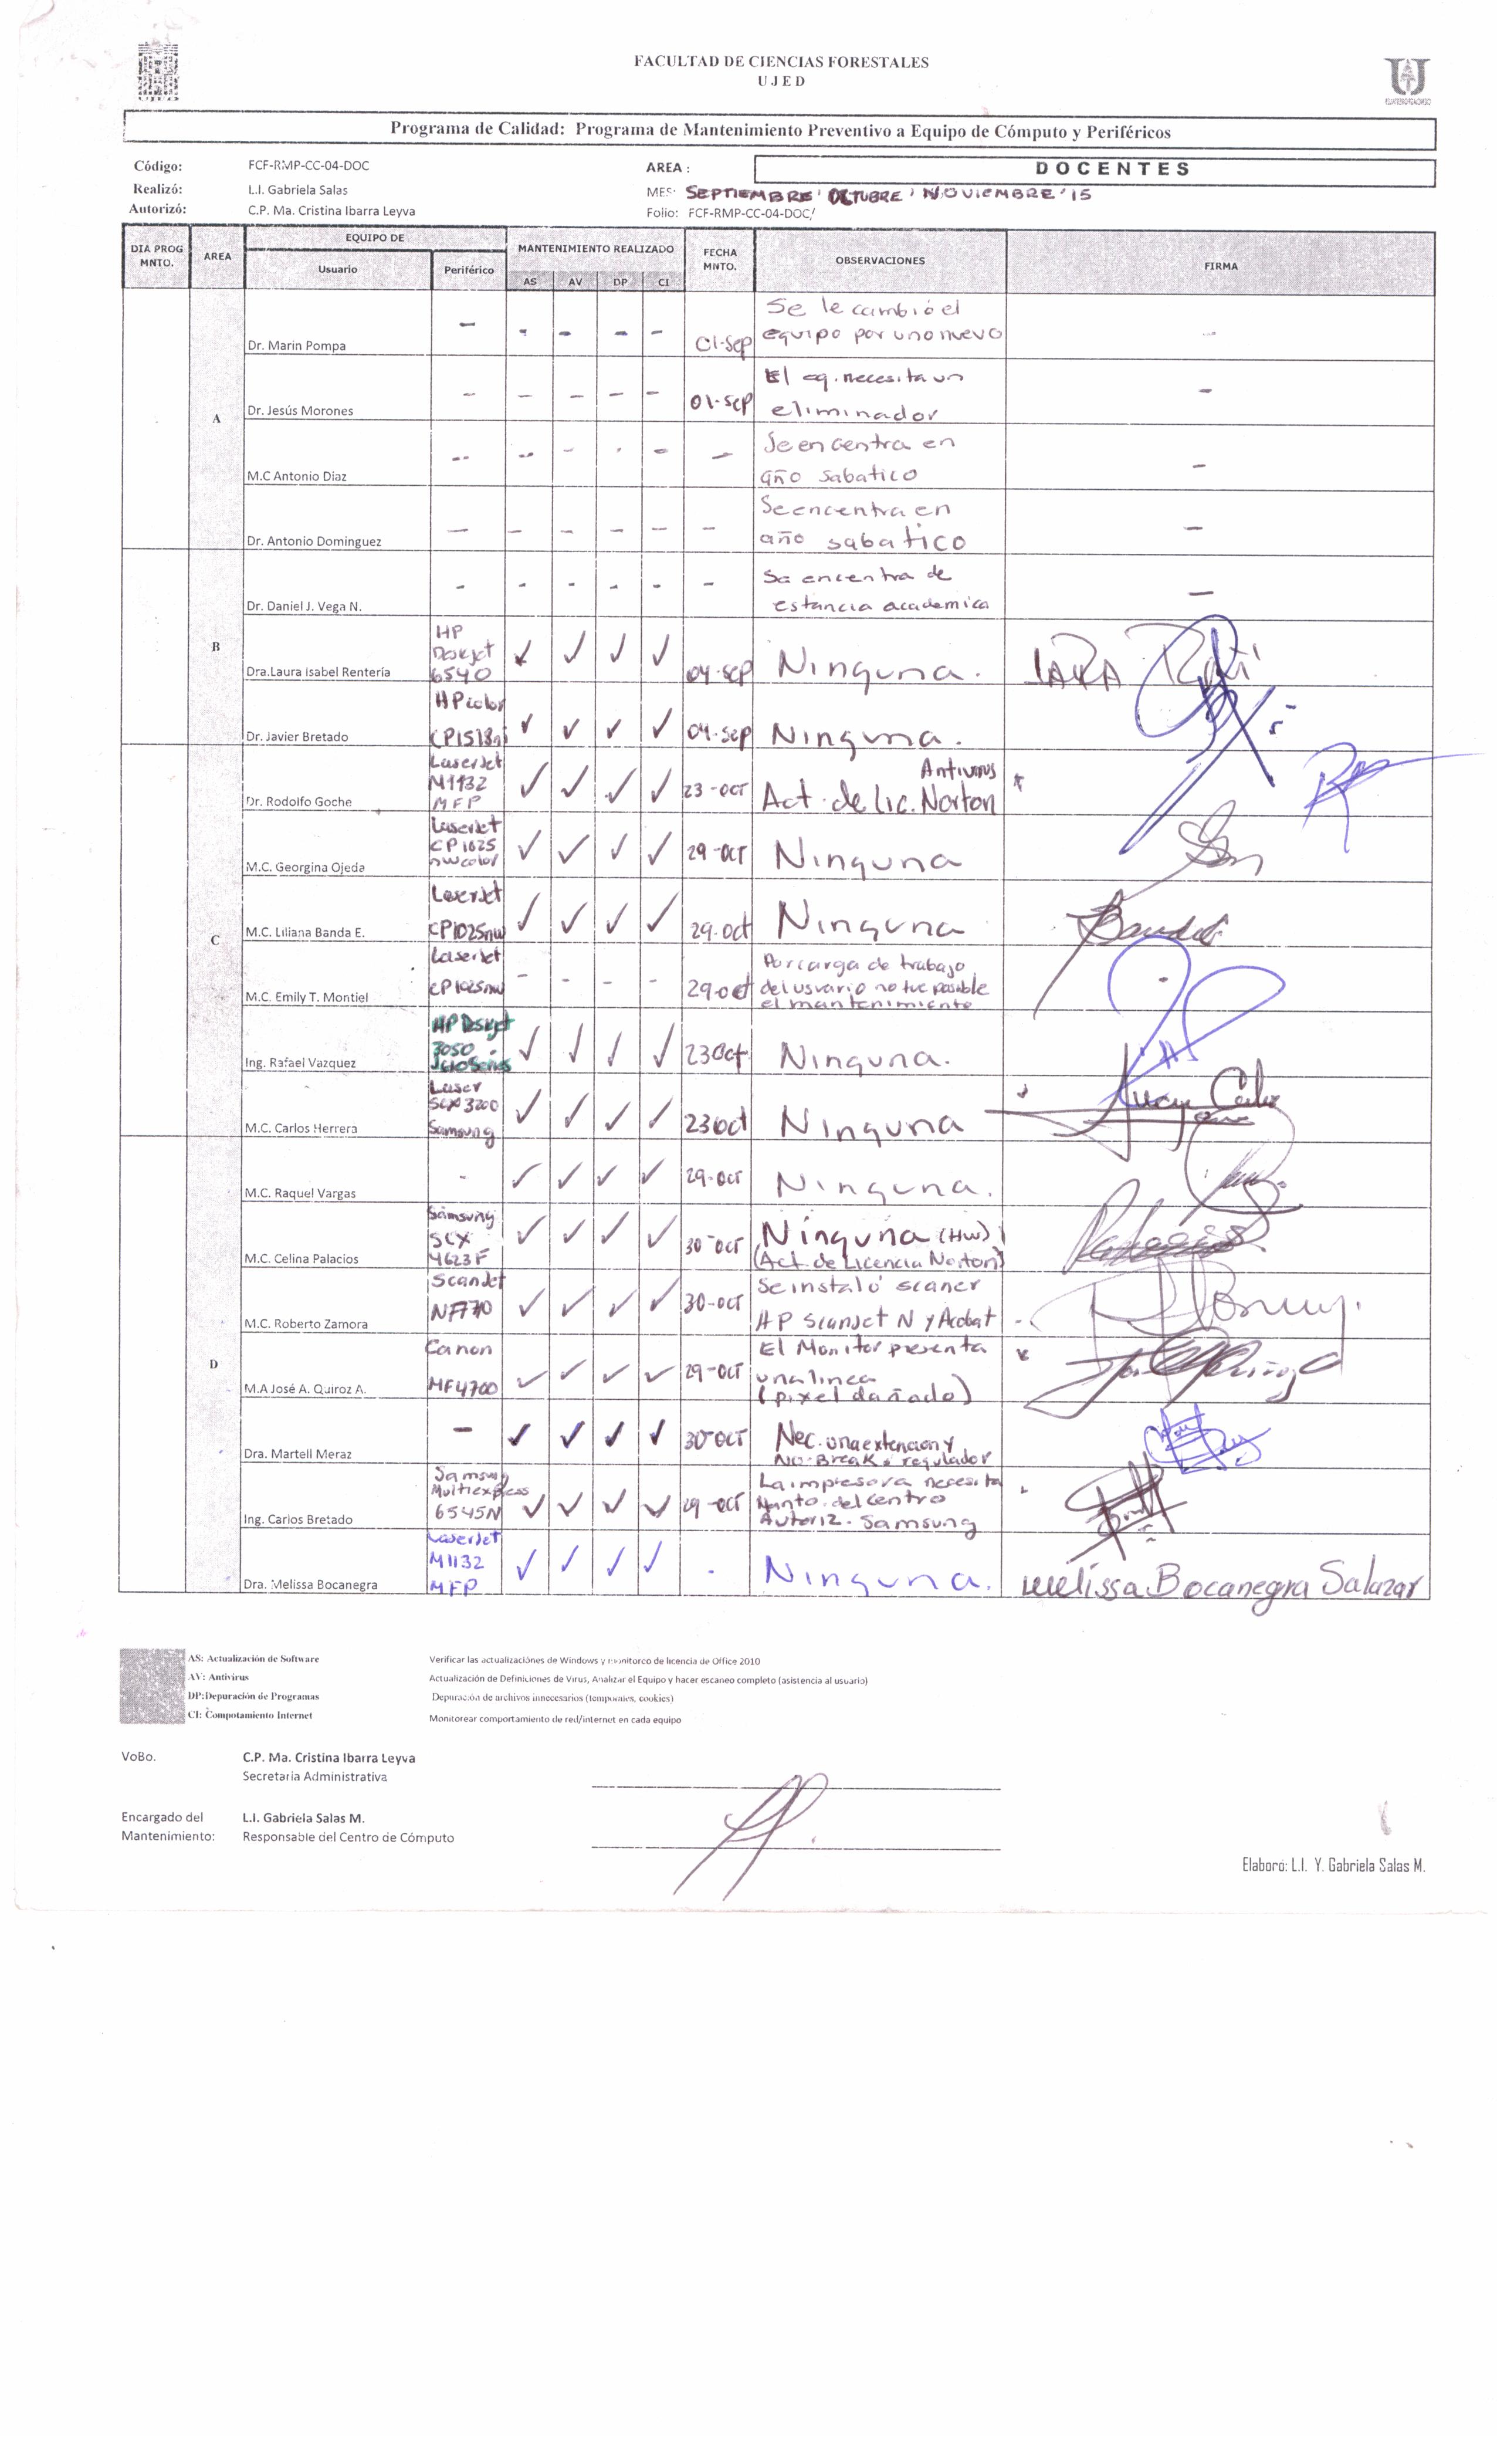 FACULTAD DE CIENCIAS FORESTALES
UJED
Programa de Calidad: Programa de Mantenimiento Preventivo a Equipo de Cómputo y Periféricos
Código: FCF-RMP-CC-04-DOC AREA : DOCENTES
Realizó: L.I. Gabriela Salas MES: SEPTIEMBRE' OCTUBRE' NOVIEMBRE '15
Autorizó: C.P. Ma. Cristina Ibarra Leyva Folio: FCF-RMP-CC-04-DOC/
DIA PROG MNTO. AREA EQUIPO DE MANTENIMIENTO REALIZADO FECHA MNTO. OBSERVACIONES FIRMA
Usuario Periférico AS AV DP CI
Se le cambió el
Dr. Marin Pompa - - - - - 01-Sep equipo por uno nuevo -
El eq. necesita un
A Dr. Jesús Morones - - - - - 01-Sep eliminador -
Se encentra en
M.C Antonio Diaz - - - - - - año sabatico -
Se encentra en
Dr. Antonio Dominguez - - - - - - año sabatico -
Se encentra de
Dr. Daniel J. Vega N. - - - - - - estancia academica -
HP
Deskjet
B Dra.Laura Isabel Rentería 6540 ✓ ✓ ✓ ✓ 04-sep Ninguna.
HP color
Dr. Javier Bretado CP1518ni ✓ ✓ ✓ ✓ 04-sep Ninguna.
LaserJet Antivirus
M1132
Dr. Rodolfo Goche MFP ✓ ✓ ✓ ✓ 23-oct Act. de Lic. Norton
LaserJet
CP1025
M.C. Georgina Ojeda nwcolor ✓ ✓ ✓ ✓ 29-oct Ninguna
LaserJet
C M.C. Liliana Banda E. CP1025nw ✓ ✓ ✓ ✓ 29-oct Ninguna
LaserJet Por carga de trabajo
M.C. Emily T. Montiel CP1025nw - - - - 29-oct del usuario no fue posible
el mantenimiento
HP Deskjet
3050
Ing. Rafael Vazquez J610Series ✓ ✓ ✓ ✓ 23 Oct Ninguna.
Laser
SCX3200
M.C. Carlos Herrera Samsung ✓ ✓ ✓ ✓ 23 oct Ninguna
M.C. Raquel Vargas - ✓ ✓ ✓ ✓ 29-oct Ninguna.
Samsung
SCX Ninguna (HW)
M.C. Celina Palacios 4623F ✓ ✓ ✓ ✓ 30-oct (Act. de Licencia Norton)
ScanJet Se instaló scaner
M.C. Roberto Zamora ✓ ✓ ✓ ✓ 30-oct HP ScanJet N y Acobat
Canon El Monitor presenta
D M.A José A. Quiroz A. MF4700 ✓ ✓ ✓ ✓ 29-oct una linea
(pixel dañado)
Nec. una extencion y
Dra. Martell Meraz - ✓ ✓ ✓ ✓ 30-oct No-Break o regulador
Samsung La impresora necesita
Multiexpress Manto. del Centro
Ing. Carlos Bretado 6545N ✓ ✓ ✓ ✓ 29-oct Autoriz. Samsung
LaserJet
M1132
Dra. Melissa Bocanegra MFP ✓ ✓ ✓ ✓ Ninguna. Melissa Bocanegra Salazar
AS: Actualización de Software Verificar las actualizaciónes de Windows y monitorco de licencia de Office 2010
AV: Antivirus Actualización de Definiciones de Virus, Analizar el Equipo y hacer escaneo completo (asistencia al usuario)
DP:Depuración de Programas Depuración de archivos innecesarios (temporales, cookies)
CI: Compotamiento Internet Monitorear comportamiento de red/internet en cada equipo
VoBo. C.P. Ma. Cristina Ibarra Leyva
Secretaria Administrativa
Encargado del L.I. Gabriela Salas M.
Mantenimiento: Responsable del Centro de Cómputo
Elaboró: L.I. Y. Gabriela Salas M.